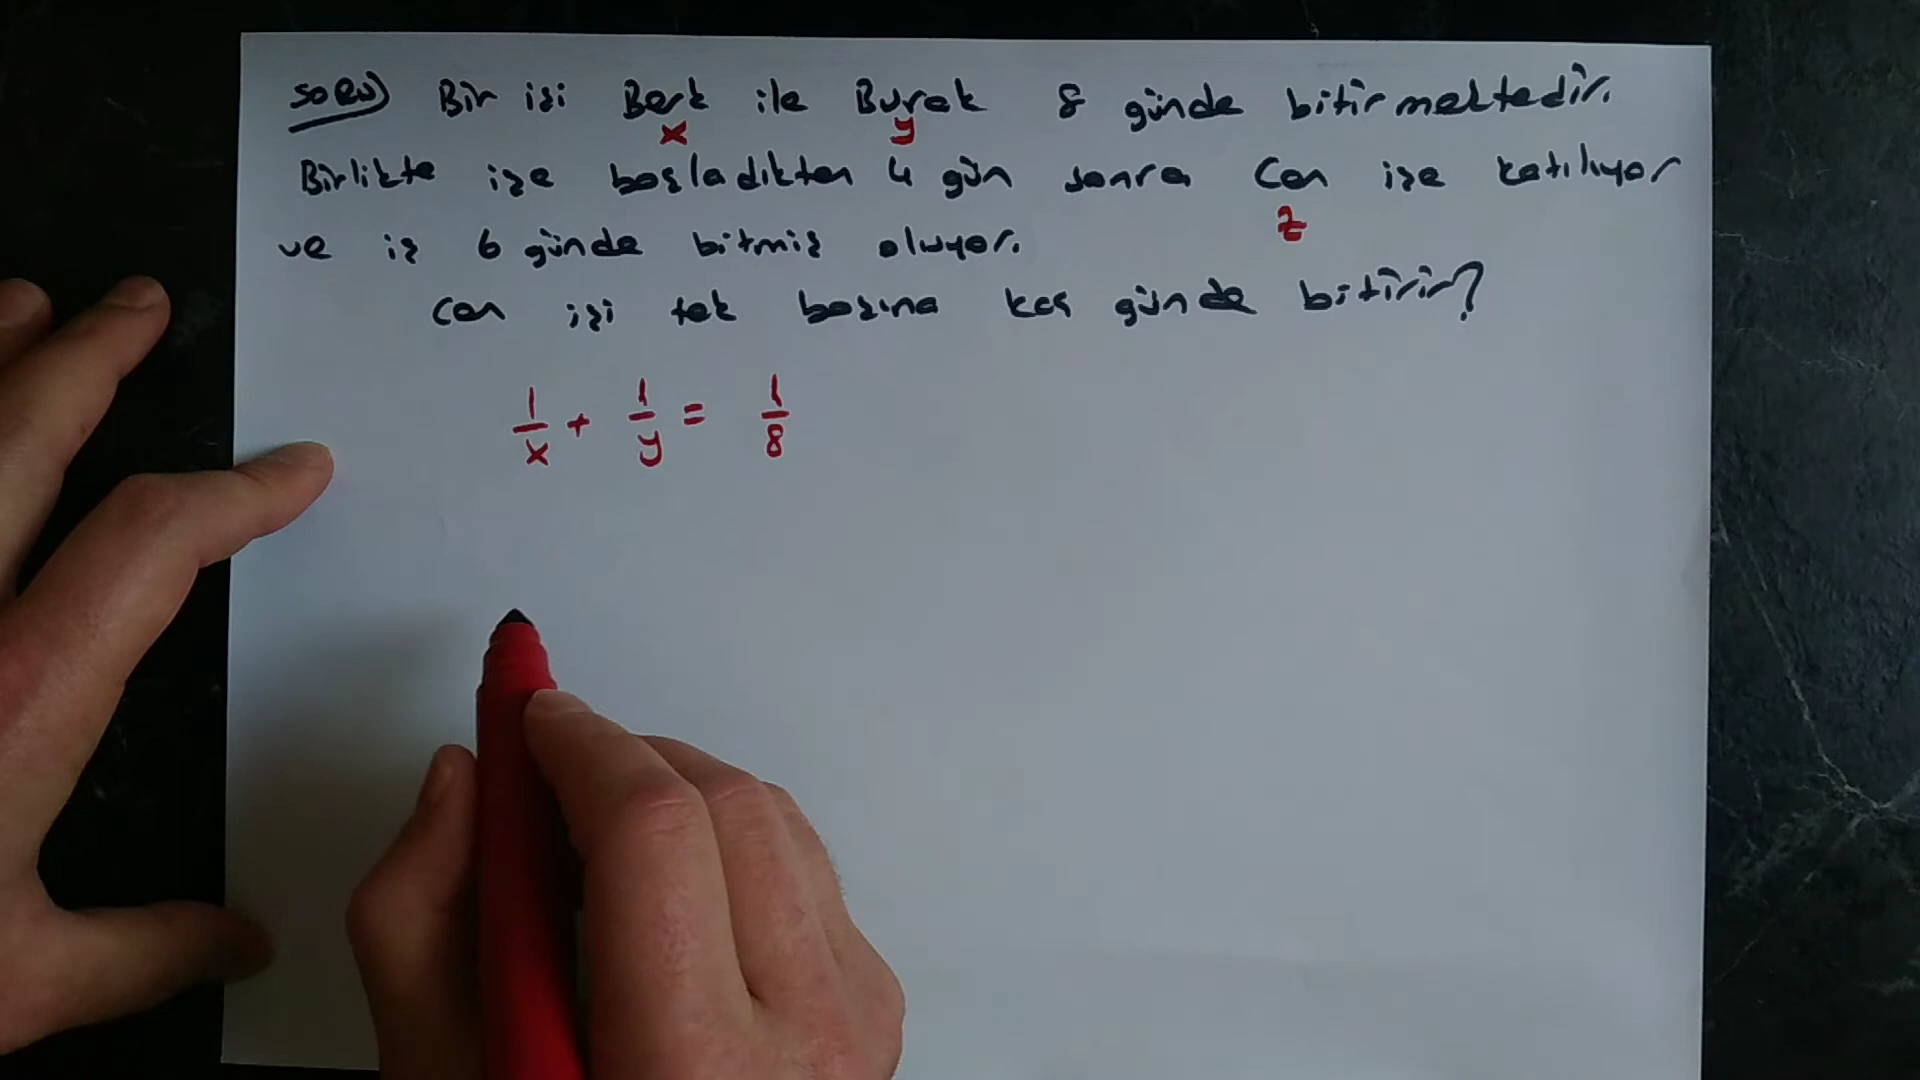 Soru) Bir işi Berk ile Burak 8 günde bitirmektedir.
x y
Birlikte işe başladıktan 4 gün sonra Can işe katılıyor
z
ve iş 6 günde bitmiş oluyor.
Can işi tek başına kaç günde bitirir?
1/x + 1/y = 1/8